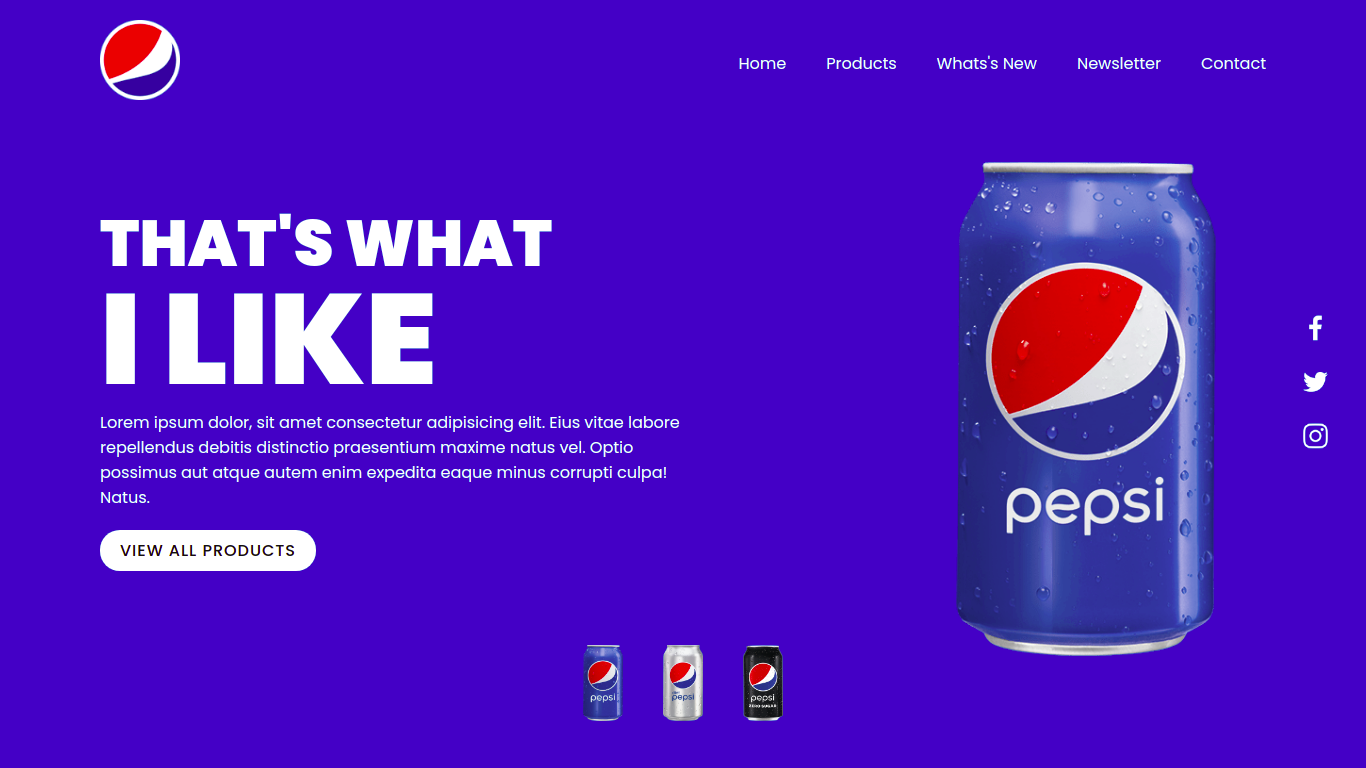 Home Products Whats's New Newsletter Contact
THAT'S WHAT
I LIKE
Lorem ipsum dolor, sit amet consectetur adipisicing elit. Eius vitae labore
repellendus debitis distinctio praesentium maxime natus vel. Optio
possimus aut atque autem enim expedita eaque minus corrupti culpa!
Natus.
VIEW ALL PRODUCTS
pepsi
pepsi
pepsi
pepsi
ZERO SUGAR